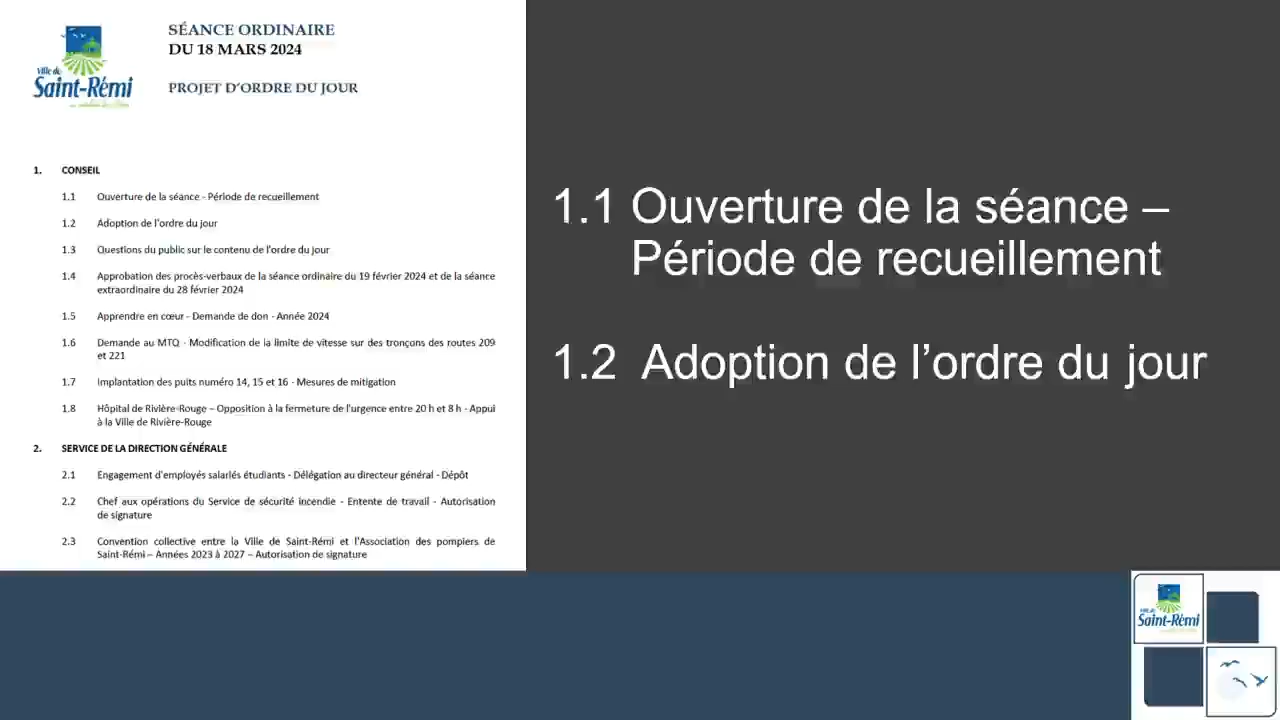 Ville de
Saint-Rémi
SÉANCE ORDINAIRE
DU 18 MARS 2024
PROJET D'ORDRE DU JOUR
1. CONSEIL
1.1 Ouverture de la séance - Période de recueillement
1.2 Adoption de l'ordre du jour
1.3 Questions du public sur le contenu de l'ordre du jour
1.4 Approbation des procès-verbaux de la séance ordinaire du 19 février 2024 et de la séance
extraordinaire du 28 février 2024
1.5 Apprendre en cœur - Demande de don - Année 2024
1.6 Demande au MTQ - Modification de la limite de vitesse sur des tronçons des routes 209
et 221
1.7 Implantation des puits numéro 14, 15 et 16 - Mesures de mitigation
1.8 Hôpital de Rivière-Rouge – Opposition à la fermeture de l'urgence entre 20 h et 8 h - Appui
à la Ville de Rivière-Rouge
2. SERVICE DE LA DIRECTION GÉNÉRALE
2.1 Engagement d'employés salariés étudiants - Délégation au directeur général - Dépôt
2.2 Chef aux opérations du Service de sécurité incendie - Entente de travail - Autorisation
de signature
2.3 Convention collective entre la Ville de Saint-Rémi et l'Association des pompiers de
Saint-Rémi – Années 2023 à 2027 – Autorisation de signature
1.1 Ouverture de la séance –
Période de recueillement
1.2 Adoption de l’ordre du jour
Ville de
Saint-Rémi